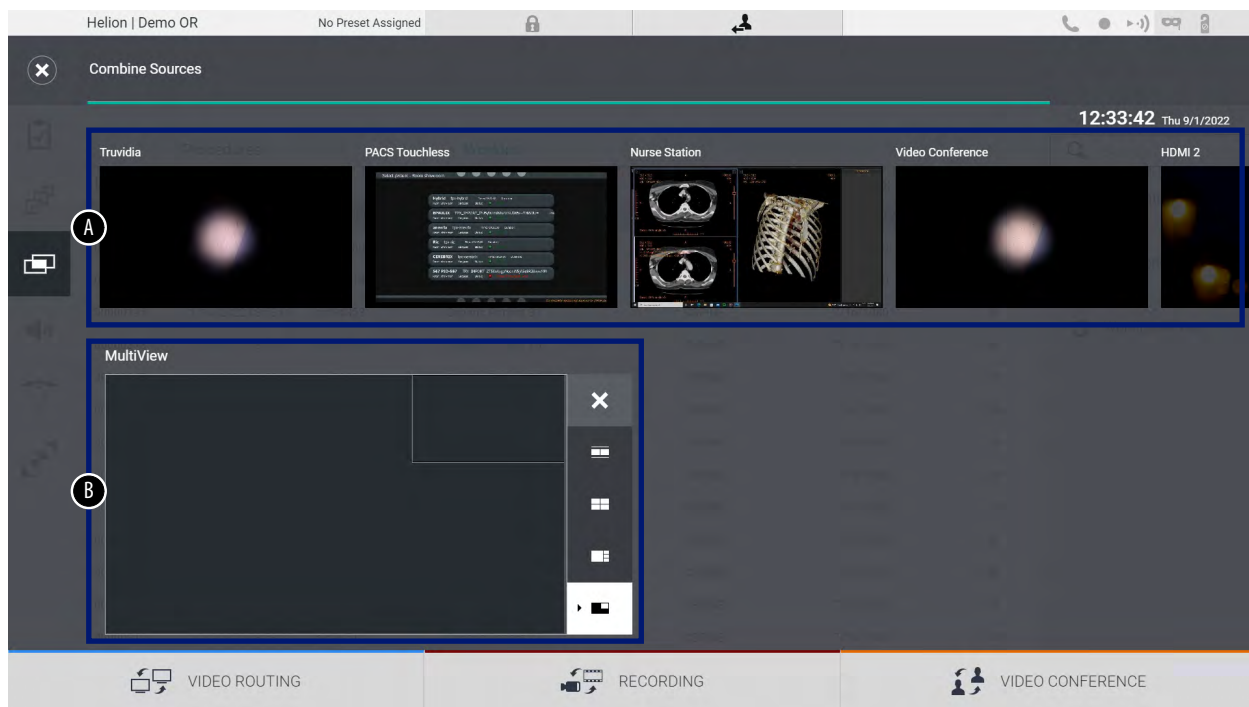 Helion | Demo OR
No Preset Assigned
Combine Sources
12:33:42 Thu 9/1/2022
Truvidia
PACS Touchless
Nurse Station
Video Conference
HDMI 2
A
MultiView
B
VIDEO ROUTING
RECORDING
VIDEO CONFERENCE